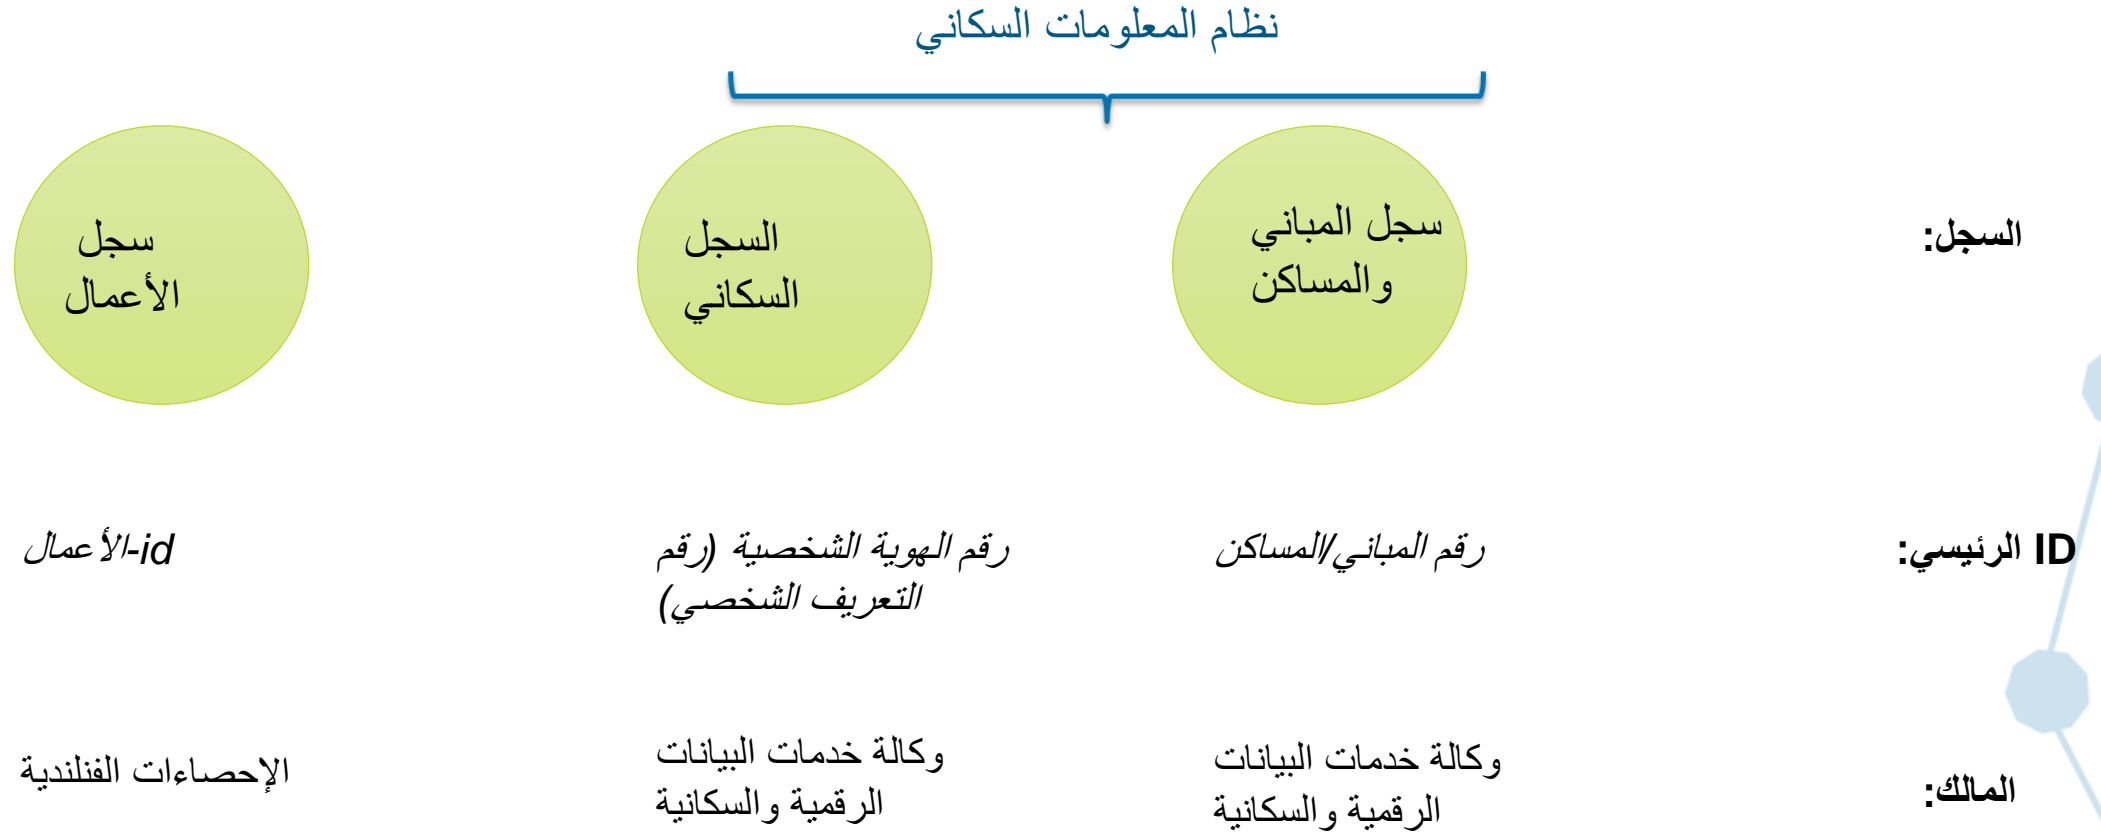 نظام المعلومات السكاني
السجل:
سجل المباني
والمساكن
السجل
السكاني
سجل
الأعمال
ID الرئيسي:
رقم المباني/المساكن
رقم الهوية الشخصية (رقم
التعريف الشخصي)
id-الأعمال
المالك:
وكالة خدمات البيانات
الرقمية والسكانية
وكالة خدمات البيانات
الرقمية والسكانية
الإحصاءات الفنلندية